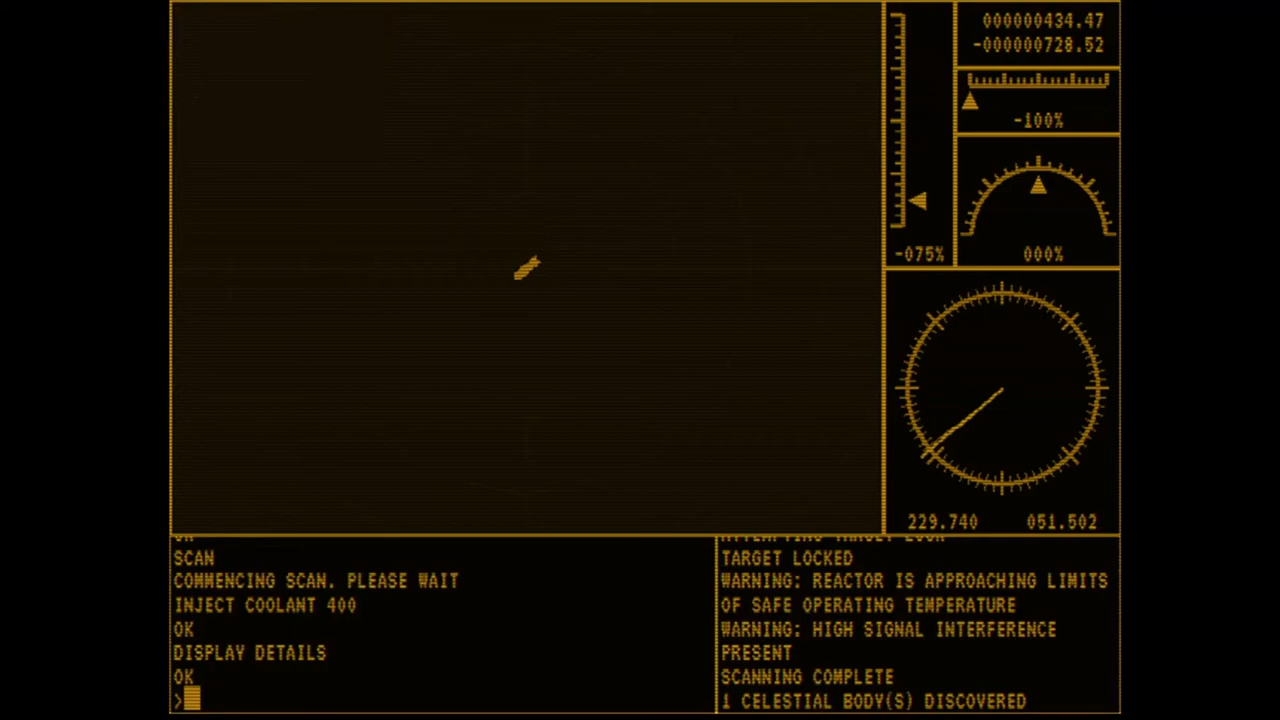 000000434.47
-000000728.52
-100%
-075%
000%
229.740 051.502
SCAN
COMMENCING SCAN. PLEASE WAIT
INJECT COOLANT 400
OK
DISPLAY DETAILS
OK
>
TARGET LOCKED
WARNING: REACTOR IS APPROACHING LIMITS
OF SAFE OPERATING TEMPERATURE
WARNING: HIGH SIGNAL INTERFERENCE
PRESENT
SCANNING COMPLETE
1 CELESTIAL BODY(S) DISCOVERED